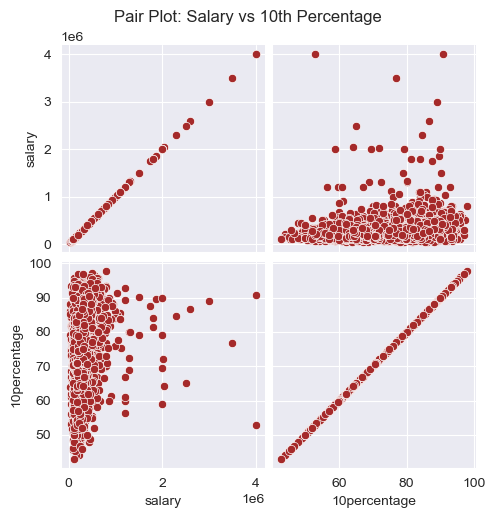 Pair Plot: Salary vs 10th Percentage
1e6
4
3
2
1
0
salary
100
90
80
70
60
50
10percentage
0 2 4
1e6
salary
60 80 100
10percentage